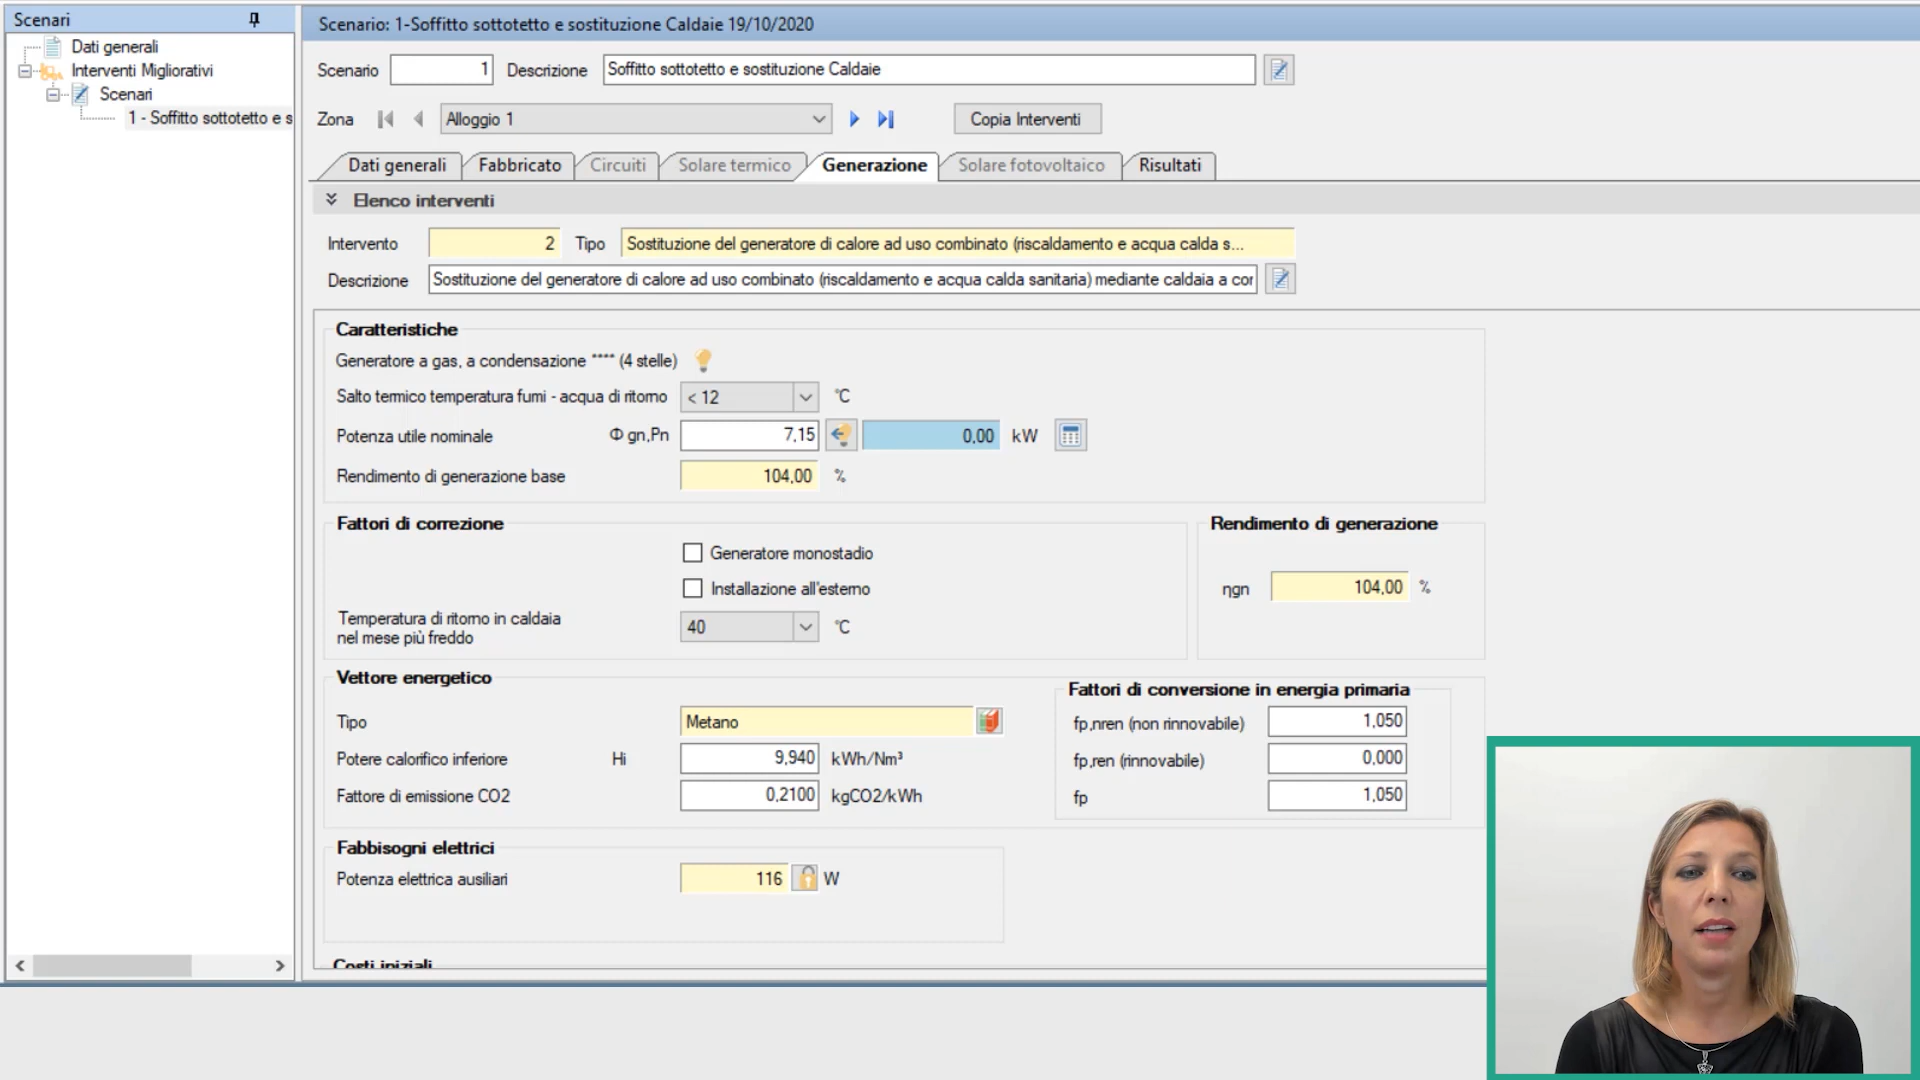 Scenari
Dati generali
Interventi Migliorativi
Scenari
1 - Soffitto sottotetto e s
Scenario: 1-Soffitto sottotetto e sostituzione Caldaie 19/10/2020
Scenario 1 Descrizione Soffitto sottotetto e sostituzione Caldaie
Zona Alloggio 1 Copia Interventi
Dati generali Fabbricato Circuiti Solare termico Generazione Solare fotovoltaico Risultati
Elenco interventi
Intervento 2 Tipo Sostituzione del generatore di calore ad uso combinato (riscaldamento e acqua calda s...
Descrizione Sostituzione del generatore di calore ad uso combinato (riscaldamento e acqua calda sanitaria) mediante caldaia a cor
Caratteristiche
Generatore a gas, a condensazione **** (4 stelle)
Salto termico temperatura fumi - acqua di ritorno < 12 °C
Potenza utile nominale Φ gn,Pn 7,15 0,00 kW
Rendimento di generazione base 104,00 %
Fattori di correzione
Generatore monostadio
Installazione all'esterno
Temperatura di ritorno in caldaia
nel mese più freddo 40 °C
Rendimento di generazione
ηgn 104,00 %
Vettore energetico
Tipo Metano
Potere calorifico inferiore Hi 9,940 kWh/Nm³
Fattore di emissione CO2 0,2100 kgCO2/kWh
Fattori di conversione in energia primaria
fp,nren (non rinnovabile) 1,050
fp,ren (rinnovabile) 0,000
fp 1,050
Fabbisogni elettrici
Potenza elettrica ausiliari 116 W
Costi iniziali